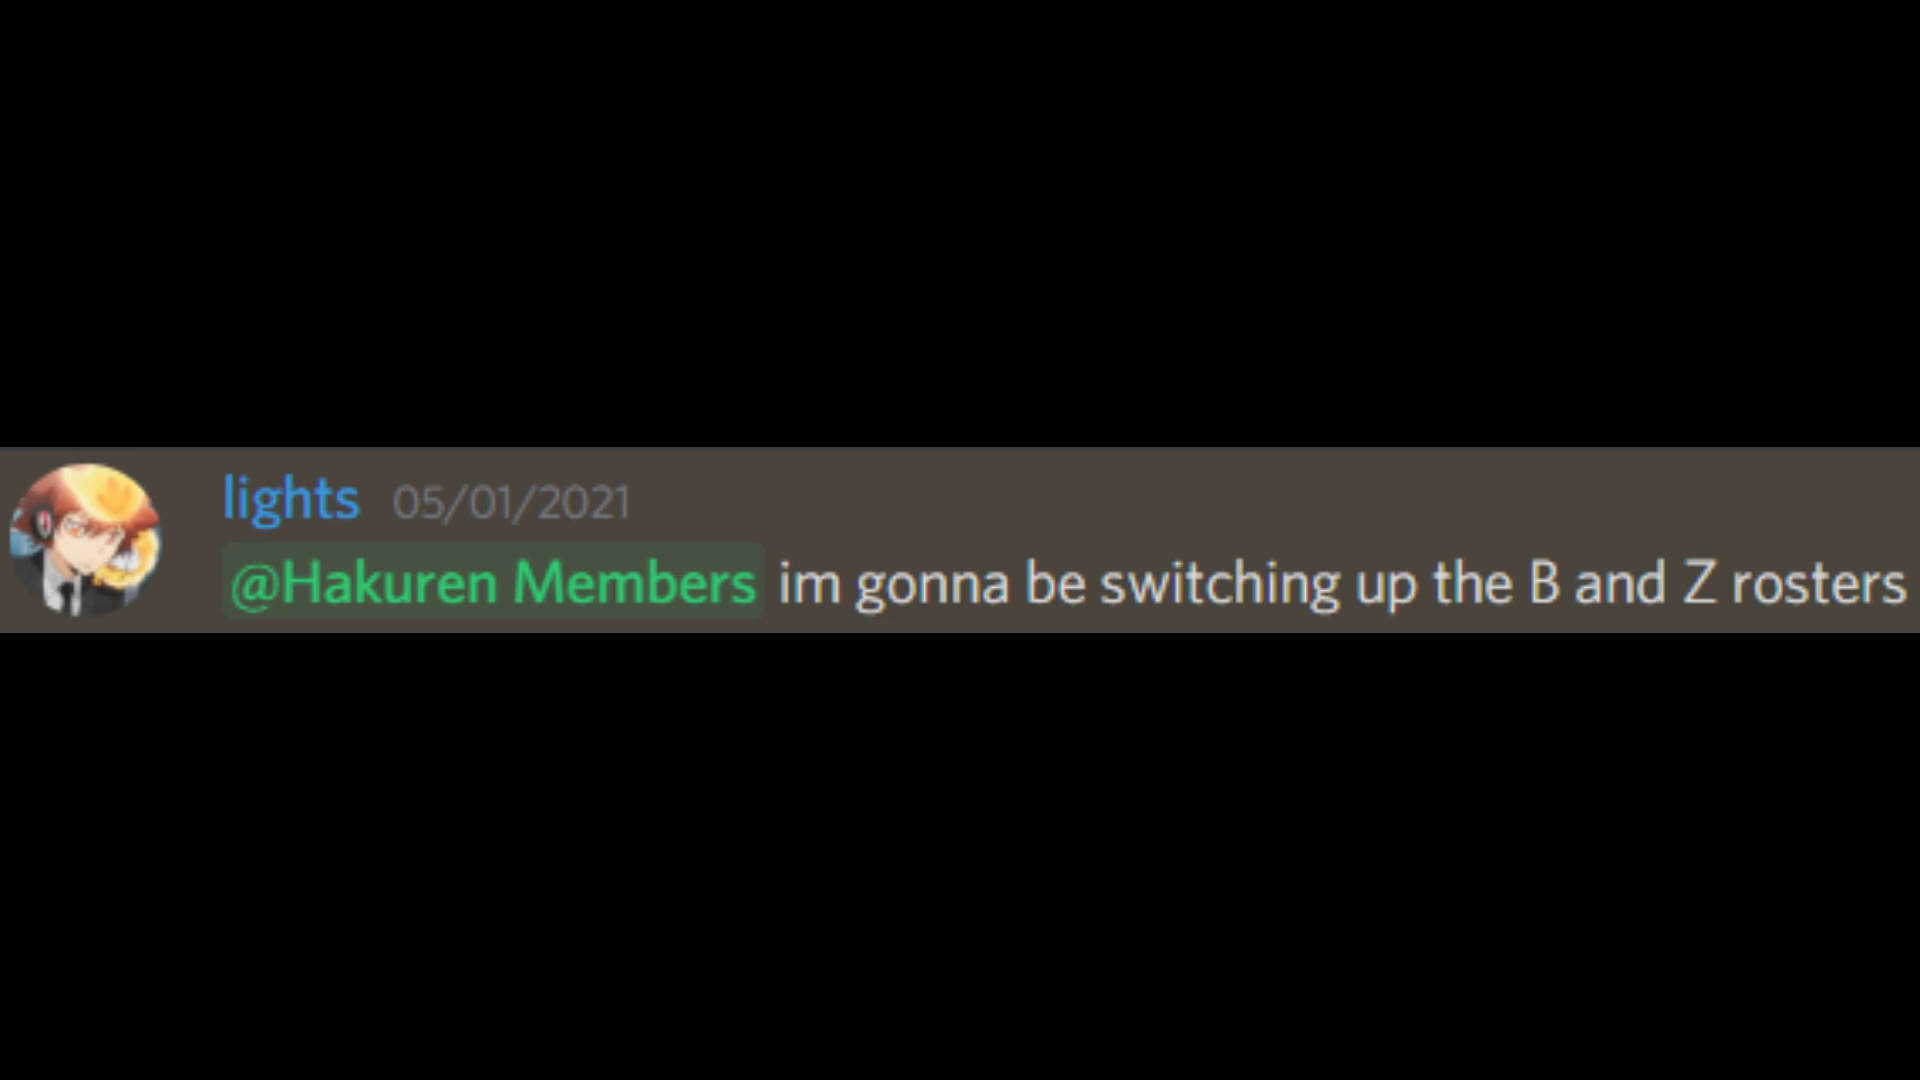 lights 05/01/2021
@Hakuren Members im gonna be switching up the B and Z rosters